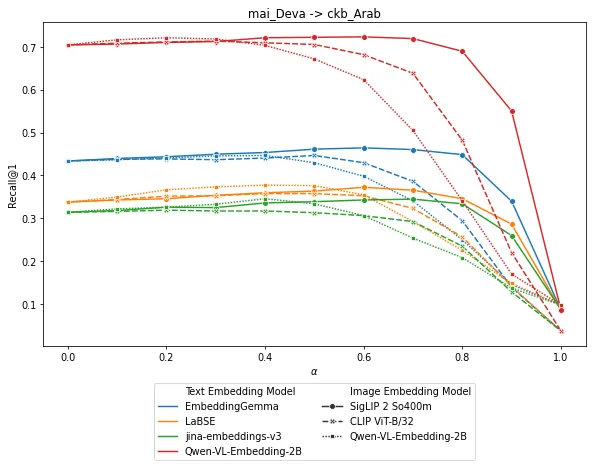 mai_Deva -> ckb_Arab
Recall@1
0.7
0.6
0.5
0.4
0.3
0.2
0.1
0.0
0.2
0.4
0.6
0.8
1.0
α
Text Embedding Model
EmbeddingGemma
LaBSE
jina-embeddings-v3
Qwen-VL-Embedding-2B
Image Embedding Model
SigLIP 2 So400m
CLIP ViT-B/32
Qwen-VL-Embedding-2B